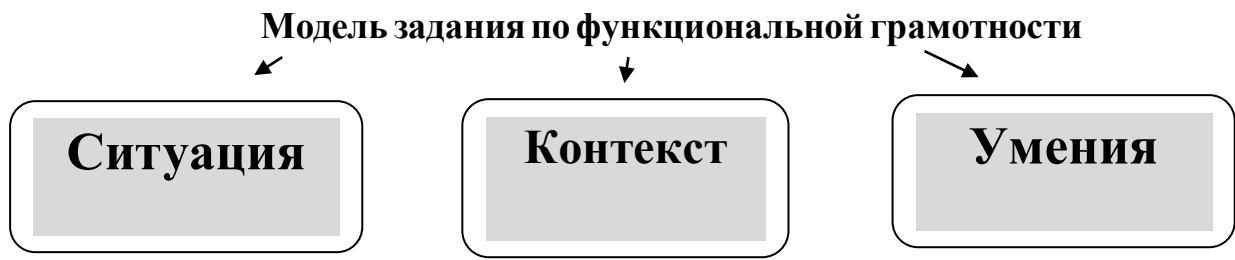 Модель задания по функциональной грамотности
Ситуация
Контекст
Умения